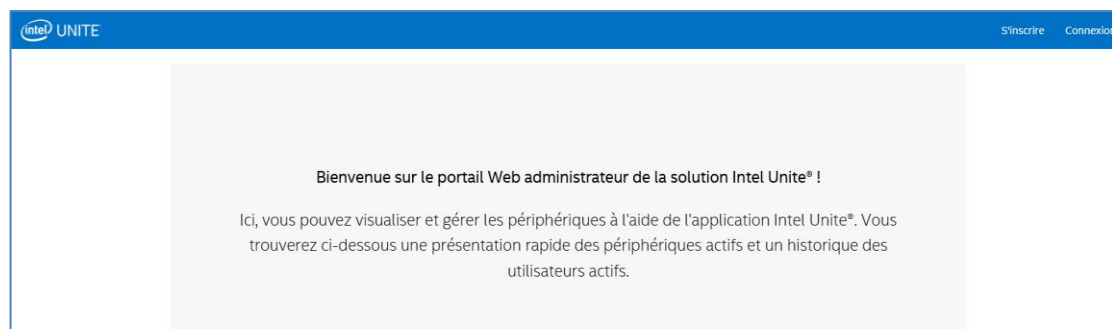 intel UNITE
S'inscrire Connexion
Bienvenue sur le portail Web administrateur de la solution Intel Unite® !
Ici, vous pouvez visualiser et gérer les périphériques à l'aide de l'application Intel Unite®. Vous
trouverez ci-dessous une présentation rapide des périphériques actifs et un historique des
utilisateurs actifs.